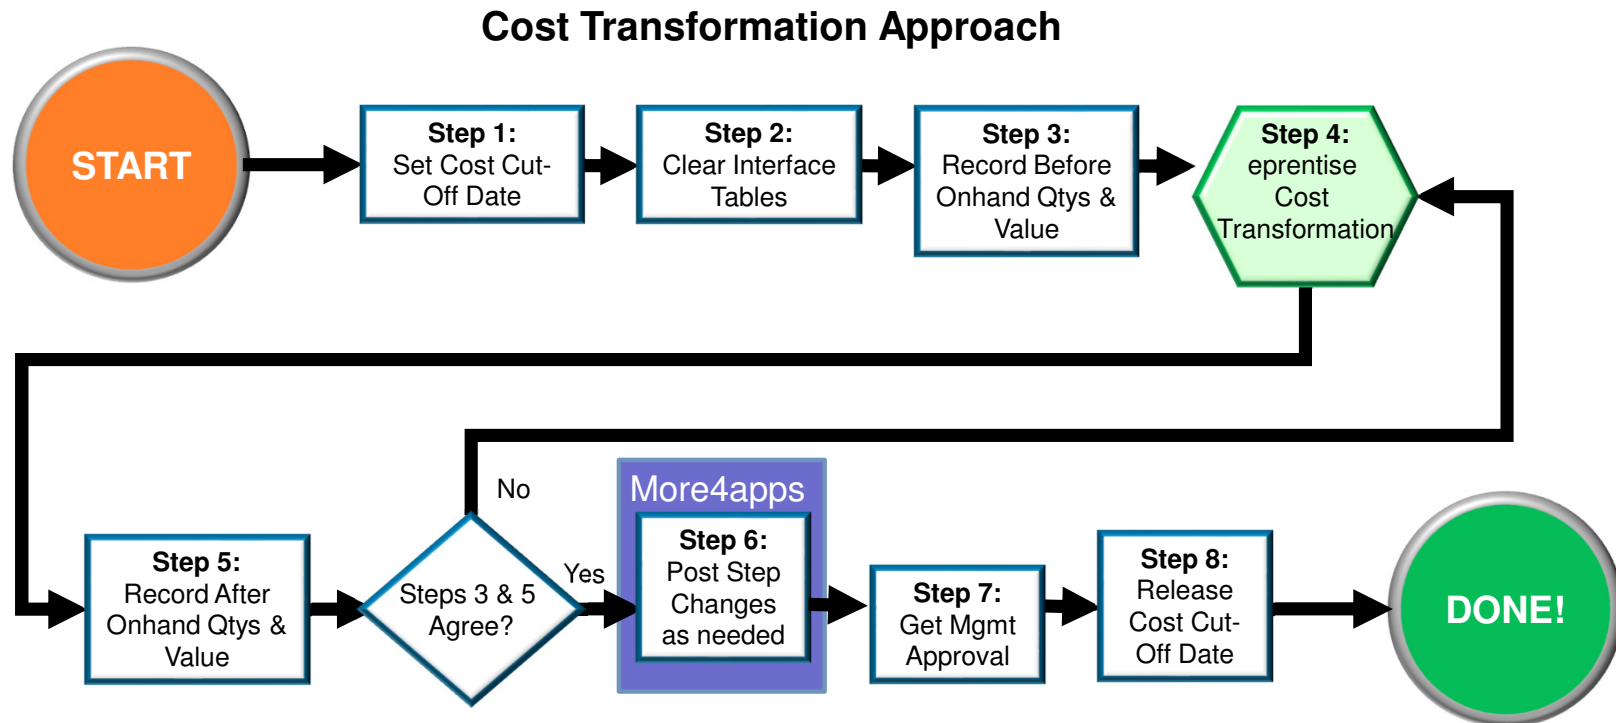 Cost Transformation Approach
START
Step 1:
Set Cost Cut-
Off Date
Step 2:
Clear Interface
Tables
Step 3:
Record Before
Onhand Qtys &
Value
Step 4:
eprentise
Cost
Transformation
Step 5:
Record After
Onhand Qtys &
Value
Steps 3 & 5
Agree?
No
Yes
More4apps
Step 6:
Post Step
Changes
as needed
Step 7:
Get Mgmt
Approval
Step 8:
Release
Cost Cut-
Off Date
DONE!